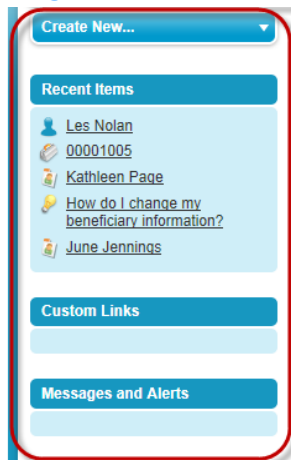 Create New...
Recent Items
Les Nolan
00001005
Kathleen Page
How do I change my
beneficiary information?
June Jennings
Custom Links
Messages and Alerts